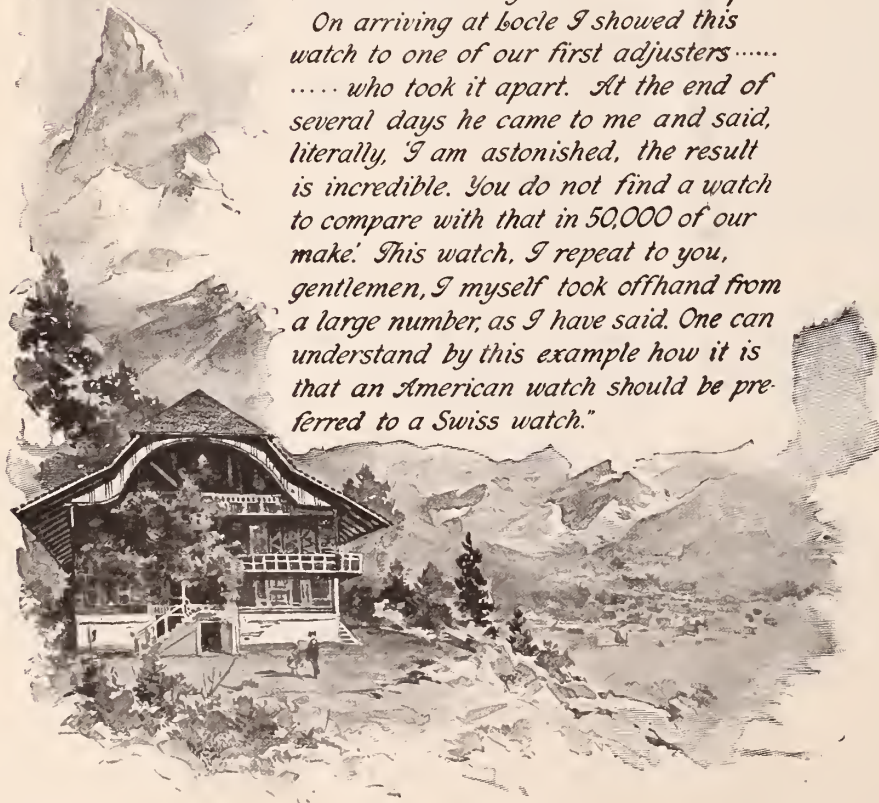 On arriving at Locle I showed this
watch to one of our first adjusters ······
····· who took it apart. At the end of
several days he came to me and said,
literally, 'I am astonished, the result
is incredible. You do not find a watch
to compare with that in 50,000 of our
make.' This watch, I repeat to you,
gentlemen, I myself took offhand from
a large number, as I have said. One can
understand by this example how it is
that an American watch should be pre-
ferred to a Swiss watch."